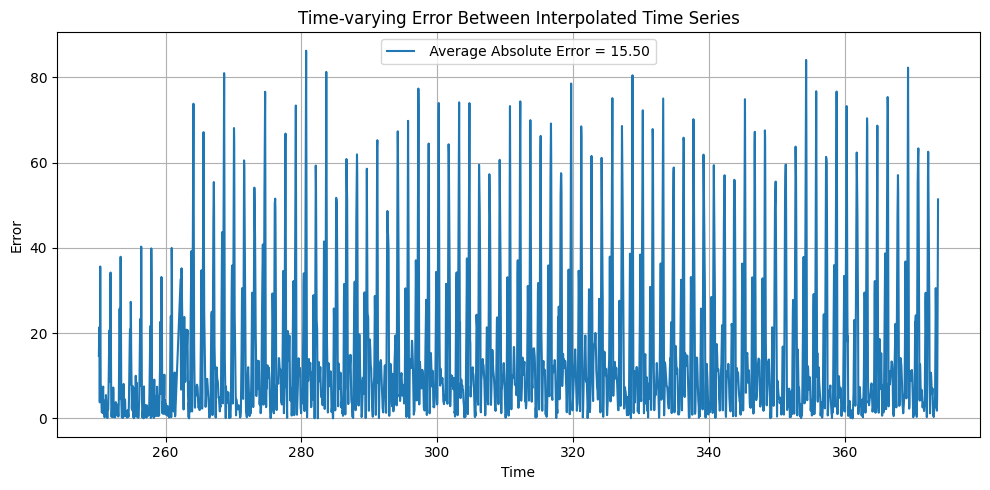 Time-varying Error Between Interpolated Time Series
Average Absolute Error = 15.50
Error
80
60
40
20
0
260 280 300 320 340 360
Time